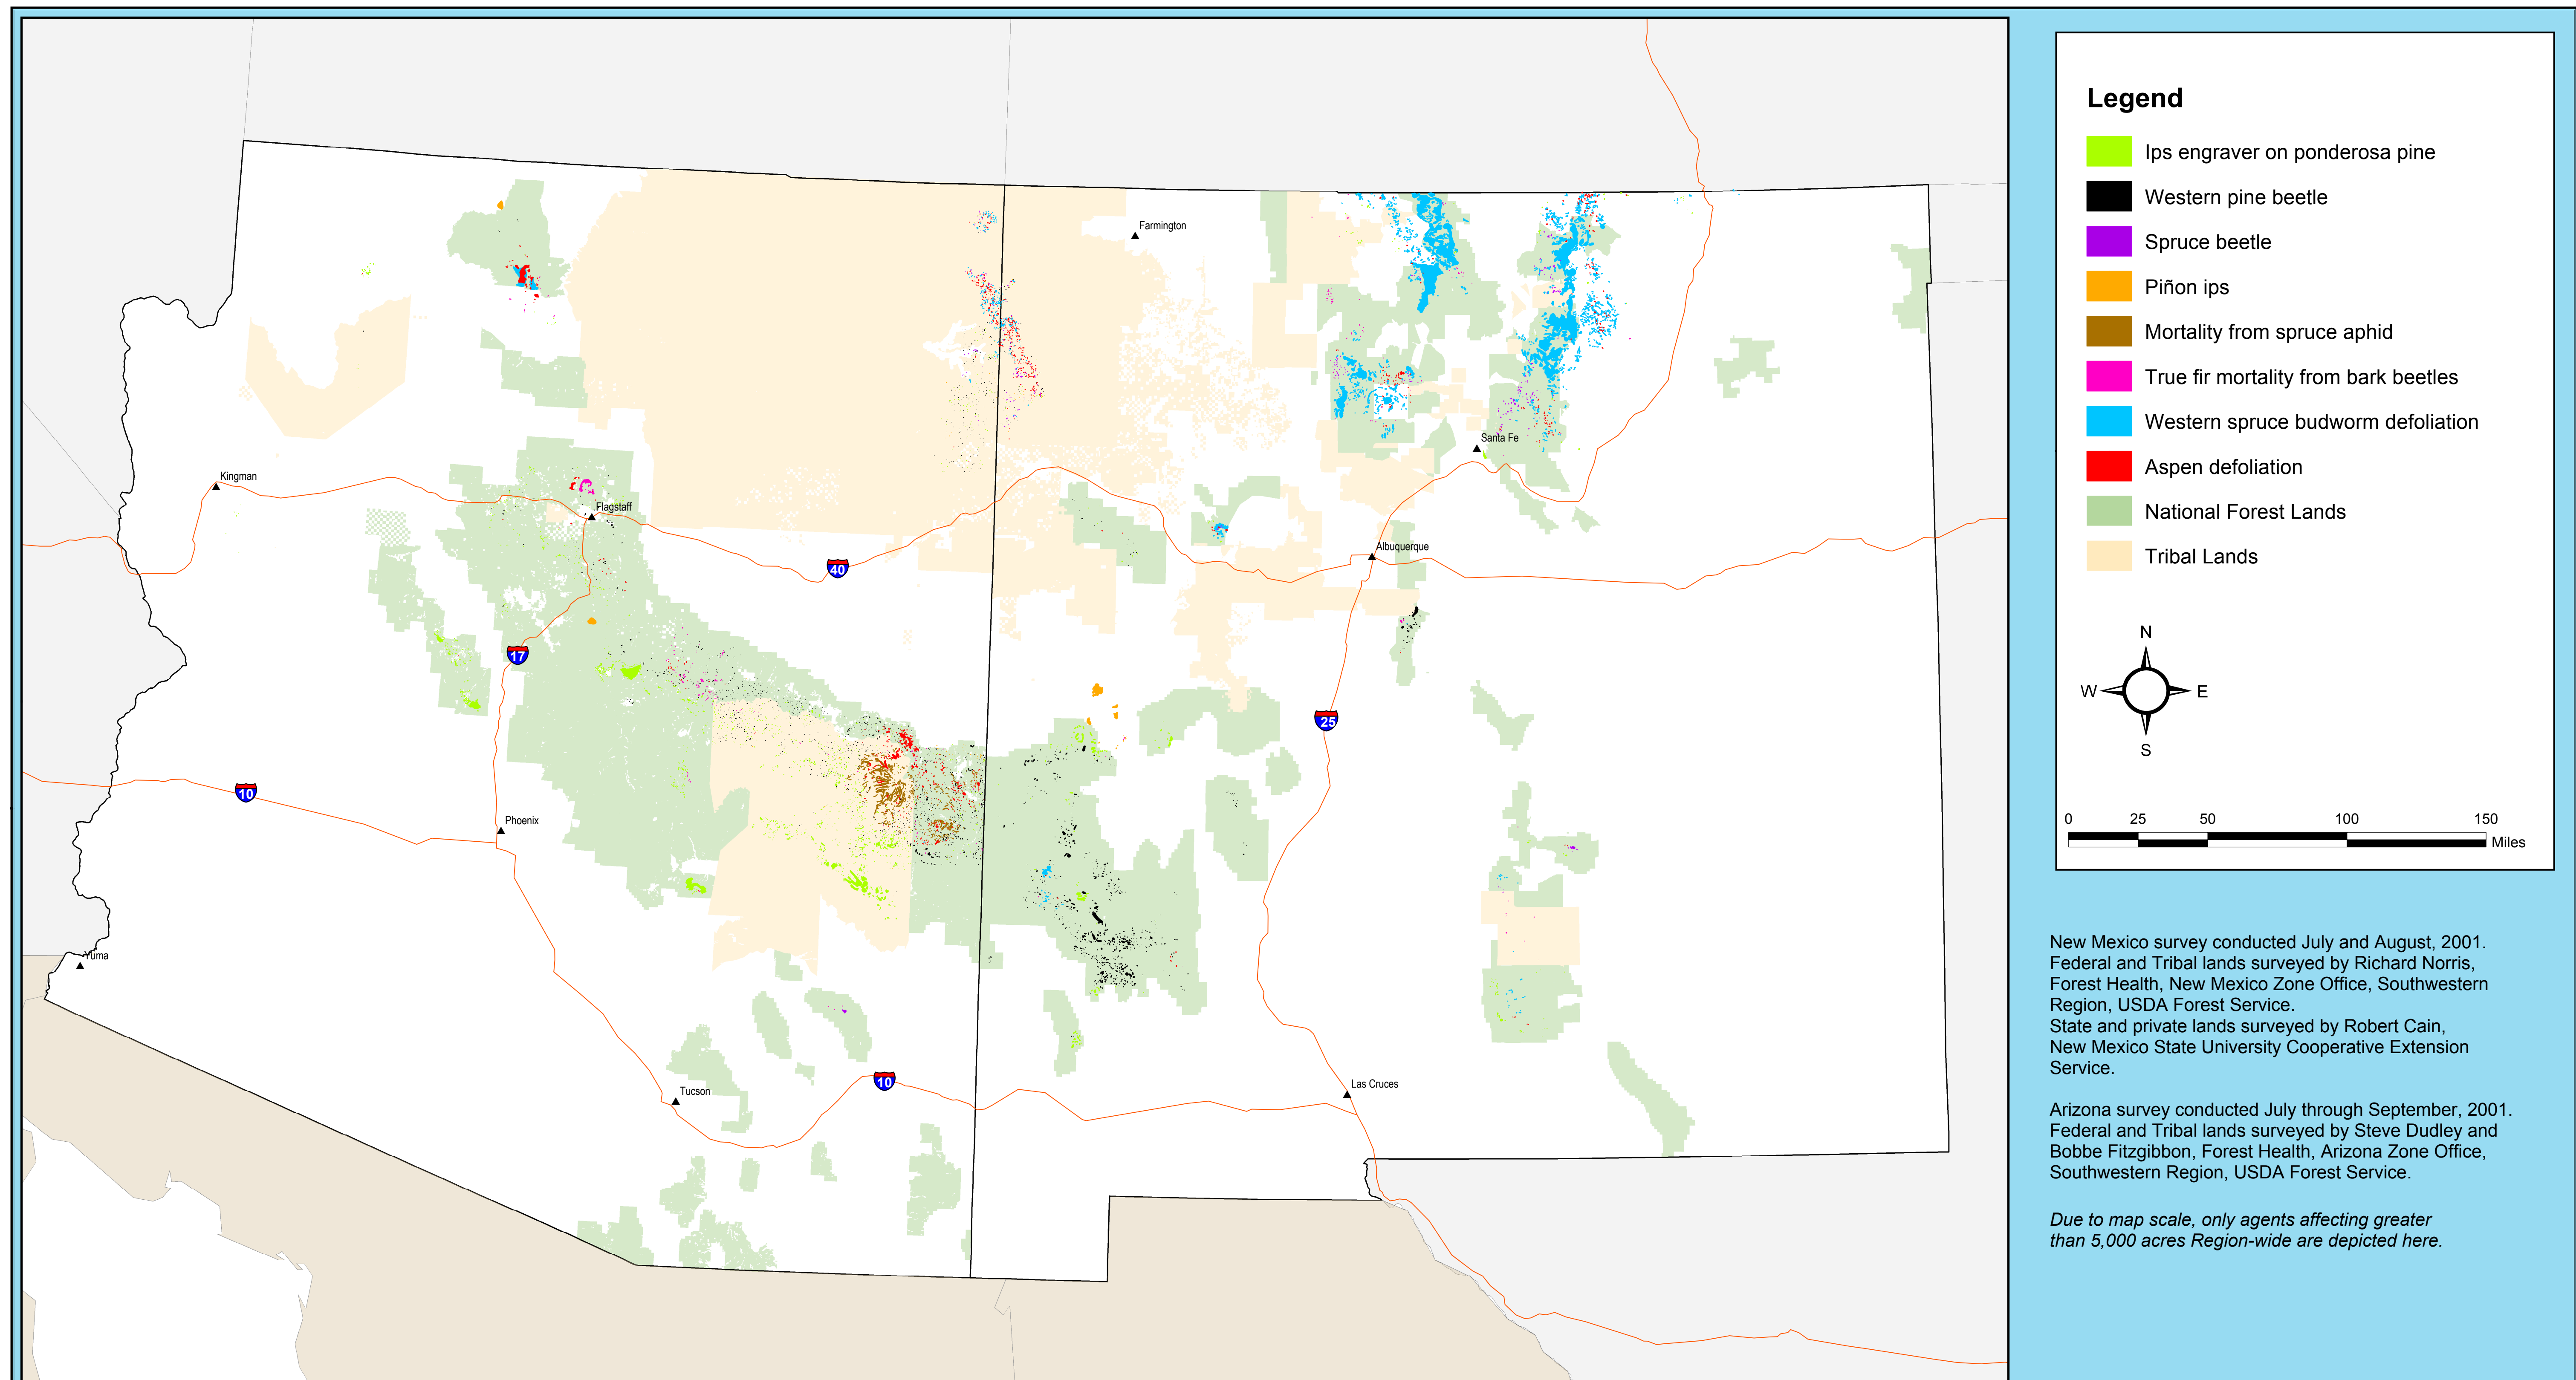 Farmington
Santa Fe
Kingman
Flagstaff
Albuquerque
40
17
25
10
Phoenix
Yuma
10
Tucson
Las Cruces
Legend
Ips engraver on ponderosa pine
Western pine beetle
Spruce beetle
Piñon ips
Mortality from spruce aphid
True fir mortality from bark beetles
Western spruce budworm defoliation
Aspen defoliation
National Forest Lands
Tribal Lands
N
W E
S
0 25 50 100 150
Miles
New Mexico survey conducted July and August, 2001.
Federal and Tribal lands surveyed by Richard Norris,
Forest Health, New Mexico Zone Office, Southwestern
Region, USDA Forest Service.
State and private lands surveyed by Robert Cain,
New Mexico State University Cooperative Extension
Service.
Arizona survey conducted July through September, 2001.
Federal and Tribal lands surveyed by Steve Dudley and
Bobbe Fitzgibbon, Forest Health, Arizona Zone Office,
Southwestern Region, USDA Forest Service.
Due to map scale, only agents affecting greater
than 5,000 acres Region-wide are depicted here.